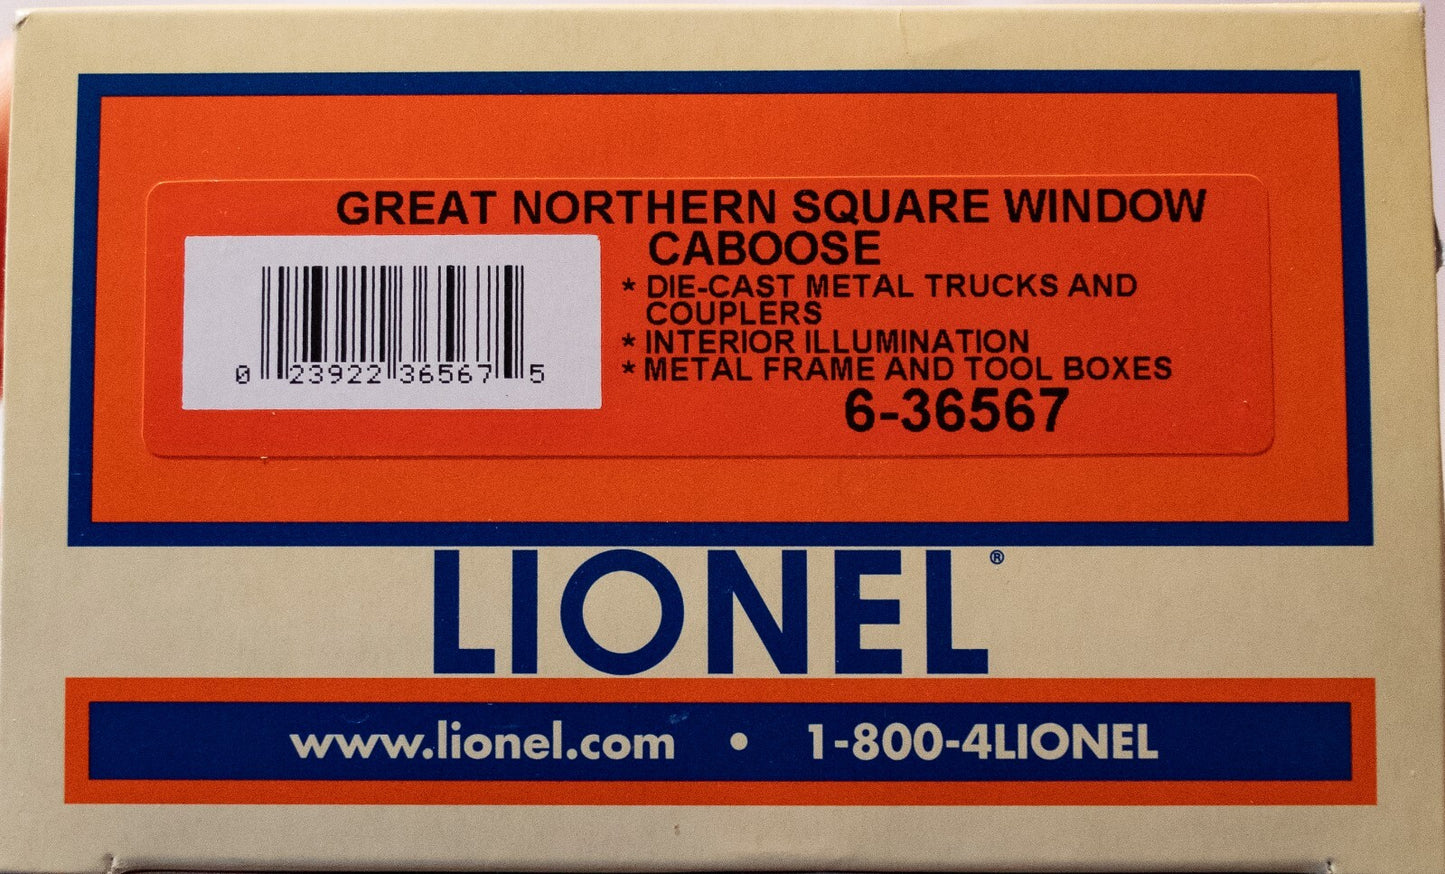 GREAT NORTHERN SQUARE WINDOW
CABOOSE
* DIE-CAST METAL TRUCKS AND
COUPLERS
* INTERIOR ILLUMINATION
* METAL FRAME AND TOOL BOXES
6-36567
0 23922 36567 5
LIONEL®
www.lionel.com • 1-800-4LIONEL